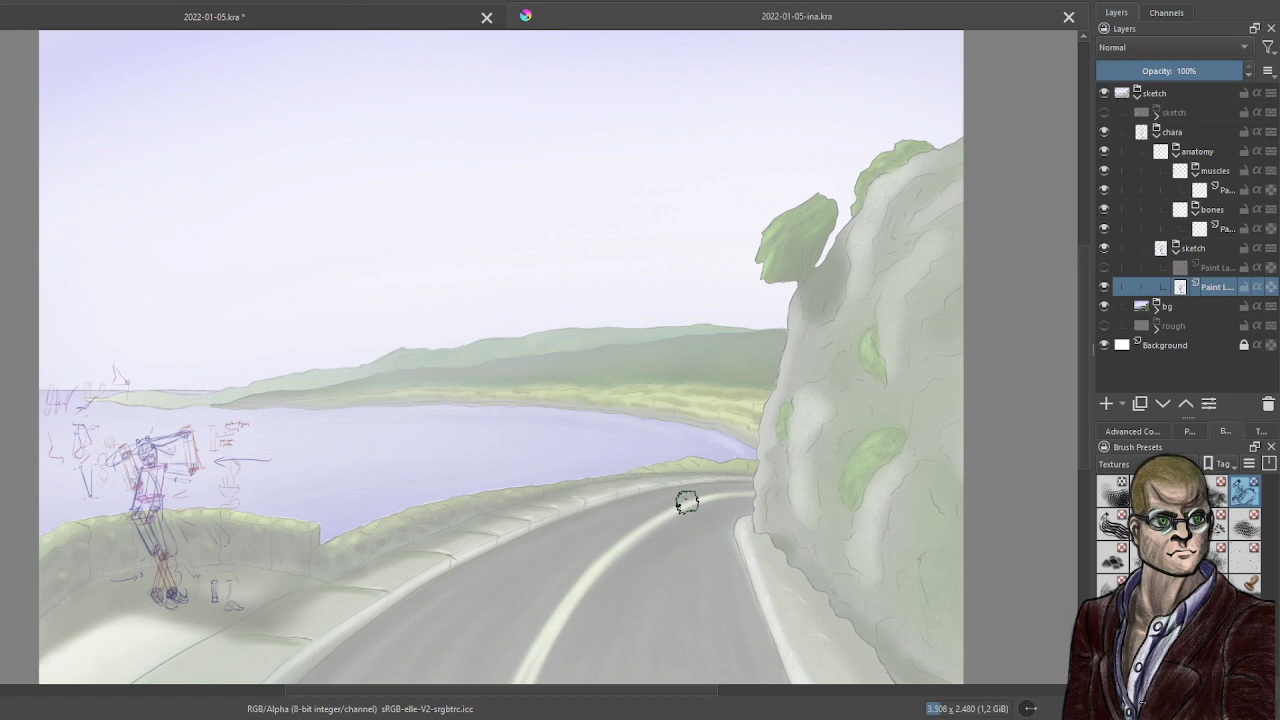 2022-01-05.kra *
2022-01-05-ina.kra
Layers
Channels
Layers
Normal
Opacity: 100%
sketch
sketch
chara
anatomy
muscles
Pa...
bones
Pa...
sketch
Paint La...
Paint L...
bg
rough
Background
Advanced Co...
P...
B...
T...
Brush Presets
Textures
Tag
RGB/Alpha (8-bit integer/channel) sRGB-elle-V2-srgbtrc.icc
3.508 x 2.480 (1,2 GiB)